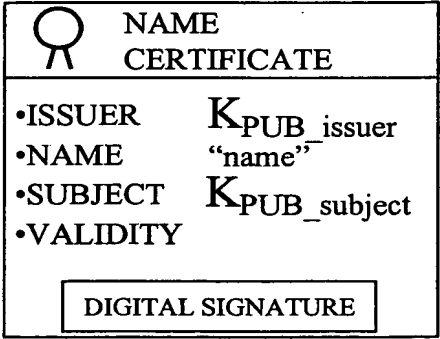 NAME
CERTIFICATE
•ISSUER K_PUB_issuer
•NAME “name”
•SUBJECT K_PUB_subject
•VALIDITY
DIGITAL SIGNATURE